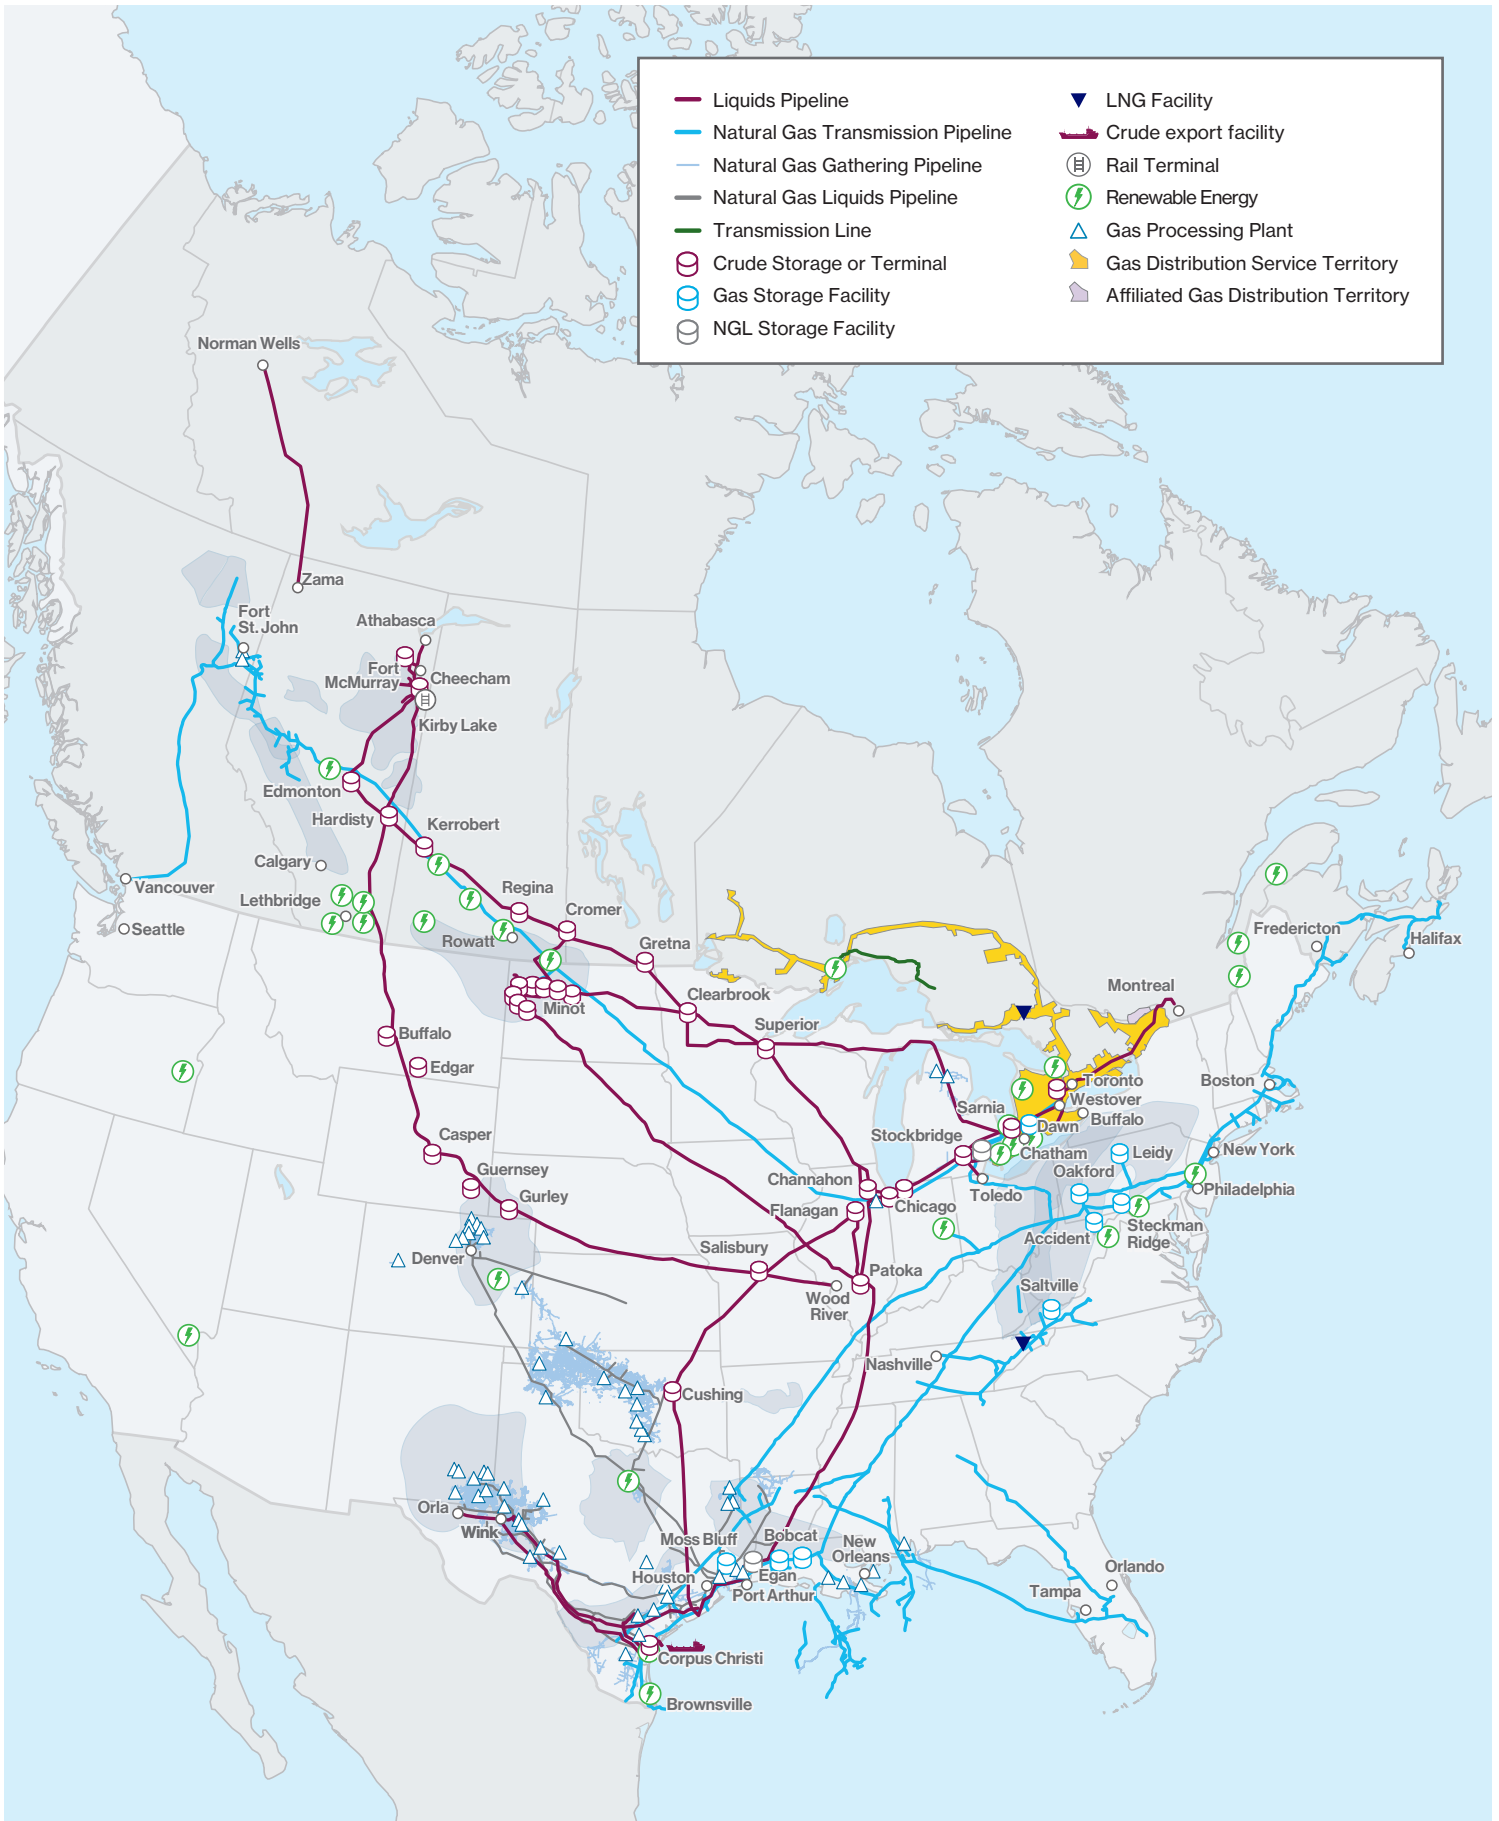 Liquids Pipeline
Natural Gas Transmission Pipeline
Natural Gas Gathering Pipeline
Natural Gas Liquids Pipeline
Transmission Line
Crude Storage or Terminal
Gas Storage Facility
NGL Storage Facility
LNG Facility
Crude export facility
Rail Terminal
Renewable Energy
Gas Processing Plant
Gas Distribution Service Territory
Affiliated Gas Distribution Territory
Norman Wells
Zama
Fort
St. John
Athabasca
Fort
McMurray
Cheecham
Kirby Lake
Edmonton
Hardisty
Kerrobert
Calgary
Vancouver
Lethbridge
Seattle
Regina
Cromer
Rowatt
Gretna
Minot
Clearbrook
Superior
Fredericton
Halifax
Montreal
Buffalo
Edgar
Toronto
Westover
Buffalo
Boston
Sarnia
Dawn
Casper
Stockbridge
Chatham
Leidy
New York
Oakford
Guernsey
Channahon
Toledo
Philadelphia
Gurley
Flanagan
Chicago
Steckman
Ridge
Accident
Denver
Salisbury
Patoka
Saltville
Wood
River
Nashville
Cushing
Orla
Wink
Moss Bluff
Bobcat
New
Orleans
Houston
Egan
Port Arthur
Orlando
Tampa
Corpus Christi
Brownsville